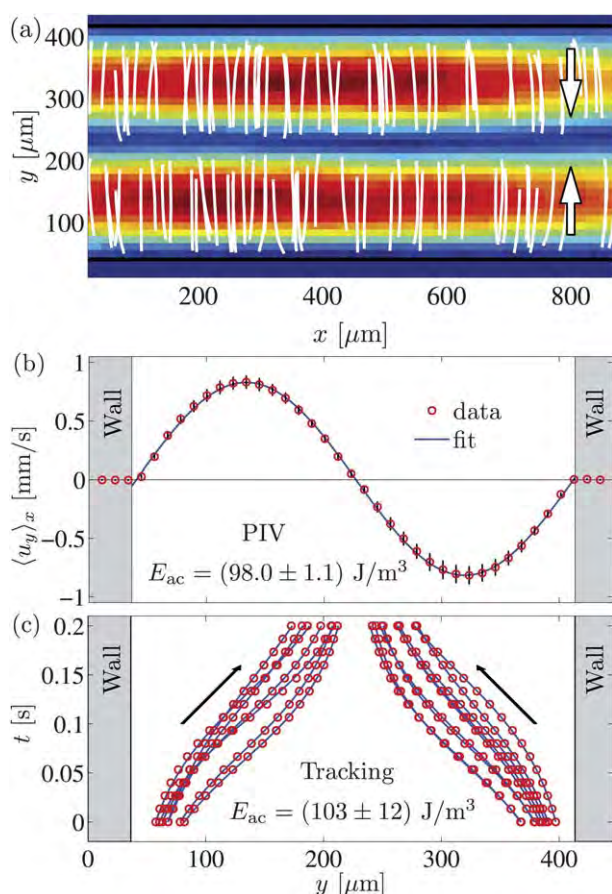 (a)
400
300
200
100
y [μm]
200
400
600
800
x [μm]
(b)
1
0.5
0
−0.5
−1
⟨u_y⟩_x [mm/s]
Wall
Wall
data
fit
PIV
E_ac = (98.0 ± 1.1) J/m³
(c)
0.2
0.15
0.1
0.05
0
t [s]
Wall
Wall
Tracking
E_ac = (103 ± 12) J/m³
0
100
200
300
400
y [μm]